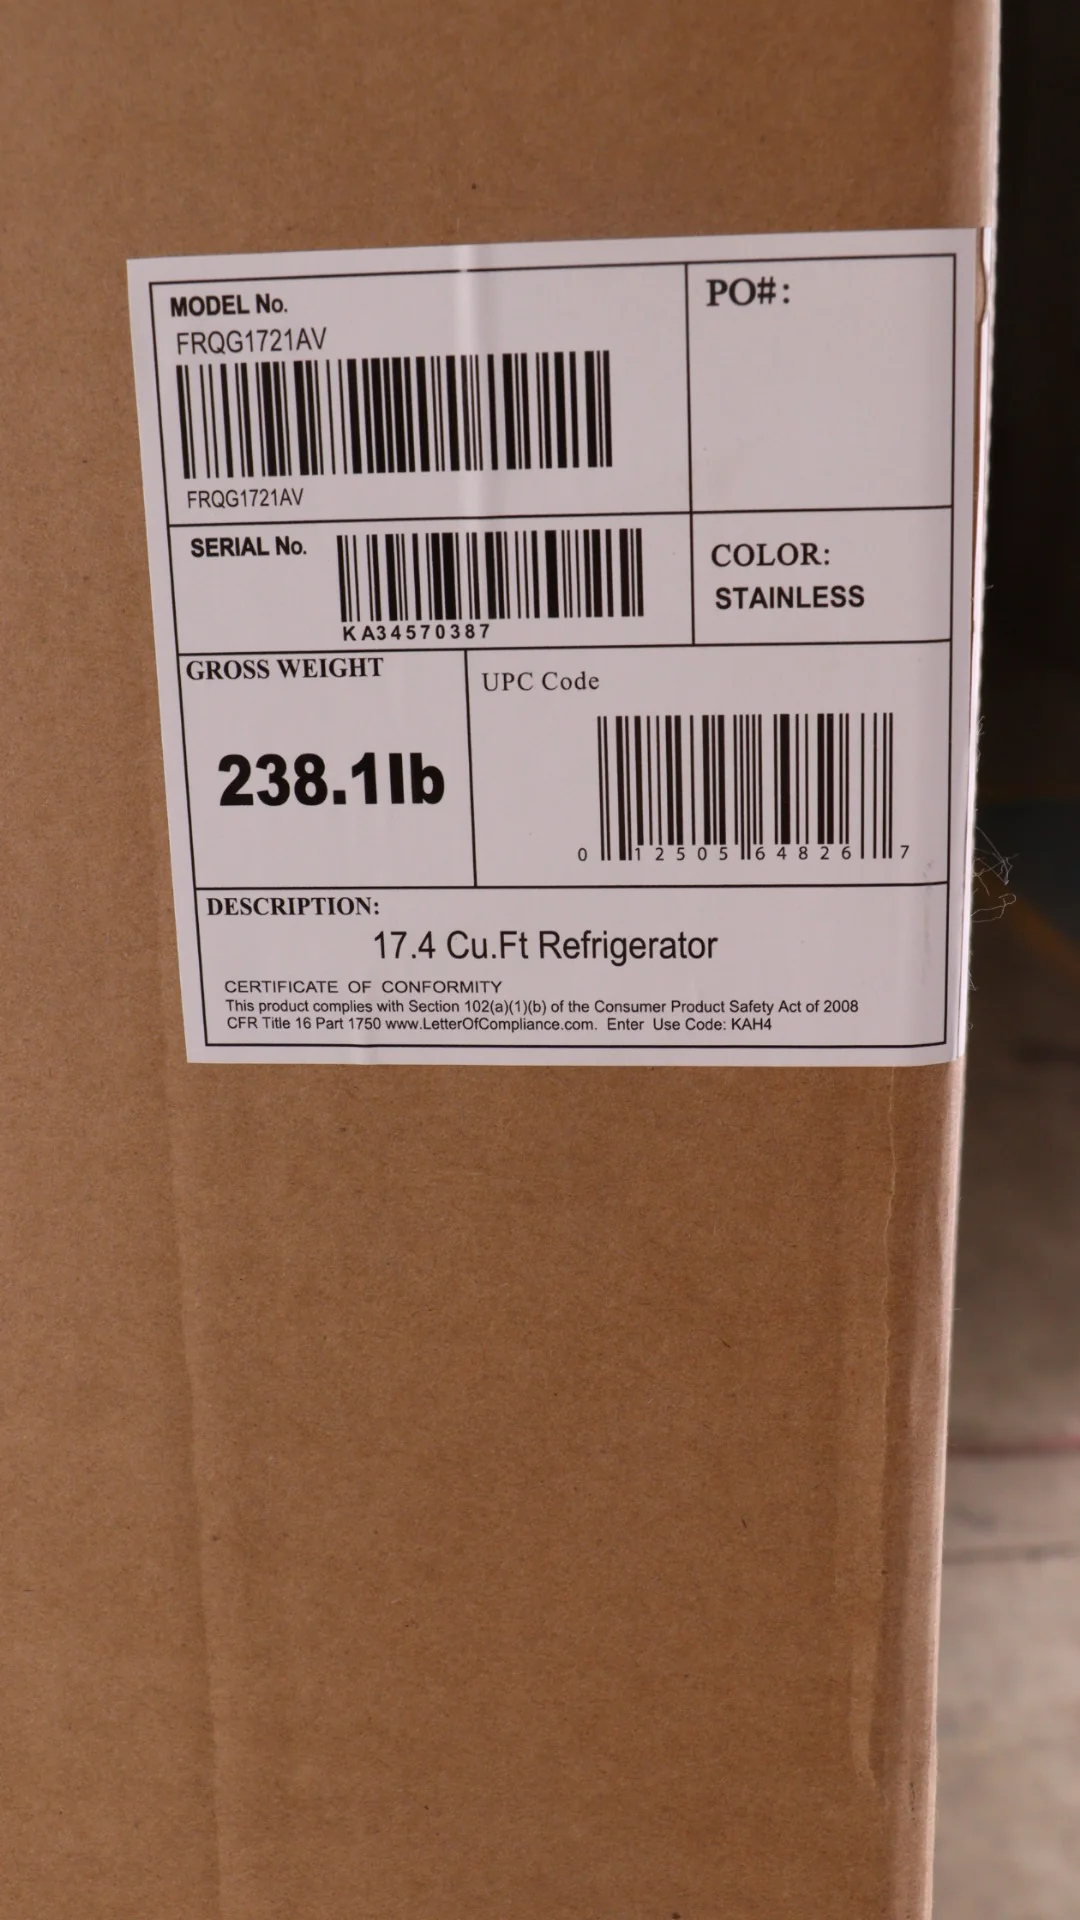 MODEL No.
FRQG1721AV
FRQG1721AV
PO#:
SERIAL No.
KA34570387
COLOR:
STAINLESS
GROSS WEIGHT
238.1lb
UPC Code
0 12505 64826 7
DESCRIPTION:
17.4 Cu.Ft Refrigerator
CERTIFICATE OF CONFORMITY
This product complies with Section 102(a)(1)(b) of the Consumer Product Safety Act of 2008
CFR Title 16 Part 1750 www.LetterOfCompliance.com. Enter Use Code: KAH4